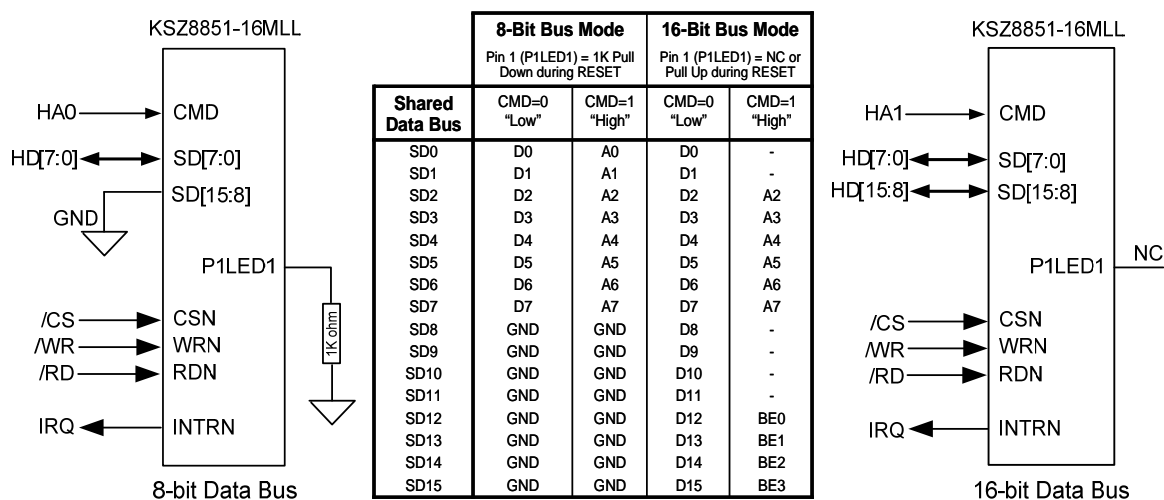 KSZ8851-16MLL
HA0
CMD
HD[7:0]
SD[7:0]
SD[15:8]
GND
P1LED1
1K ohm
/CS
CSN
/WR
WRN
/RD
RDN
IRQ
INTRN
8-bit Data Bus
8-Bit Bus Mode 16-Bit Bus Mode
Pin 1 (P1LED1) = 1K Pull Down during RESET
Pin 1 (P1LED1) = NC or Pull Up during RESET
Shared Data Bus CMD=0 "Low" CMD=1 "High" CMD=0 "Low" CMD=1 "High"
SD0 D0 A0 D0 -
SD1 D1 A1 D1 -
SD2 D2 A2 D2 A2
SD3 D3 A3 D3 A3
SD4 D4 A4 D4 A4
SD5 D5 A5 D5 A5
SD6 D6 A6 D6 A6
SD7 D7 A7 D7 A7
SD8 GND GND D8 -
SD9 GND GND D9 -
SD10 GND GND D10 -
SD11 GND GND D11 -
SD12 GND GND D12 BE0
SD13 GND GND D13 BE1
SD14 GND GND D14 BE2
SD15 GND GND D15 BE3
KSZ8851-16MLL
HA1
CMD
HD[7:0]
SD[7:0]
HD[15:8]
SD[15:8]
P1LED1
NC
/CS
CSN
/WR
WRN
/RD
RDN
IRQ
INTRN
16-bit Data Bus